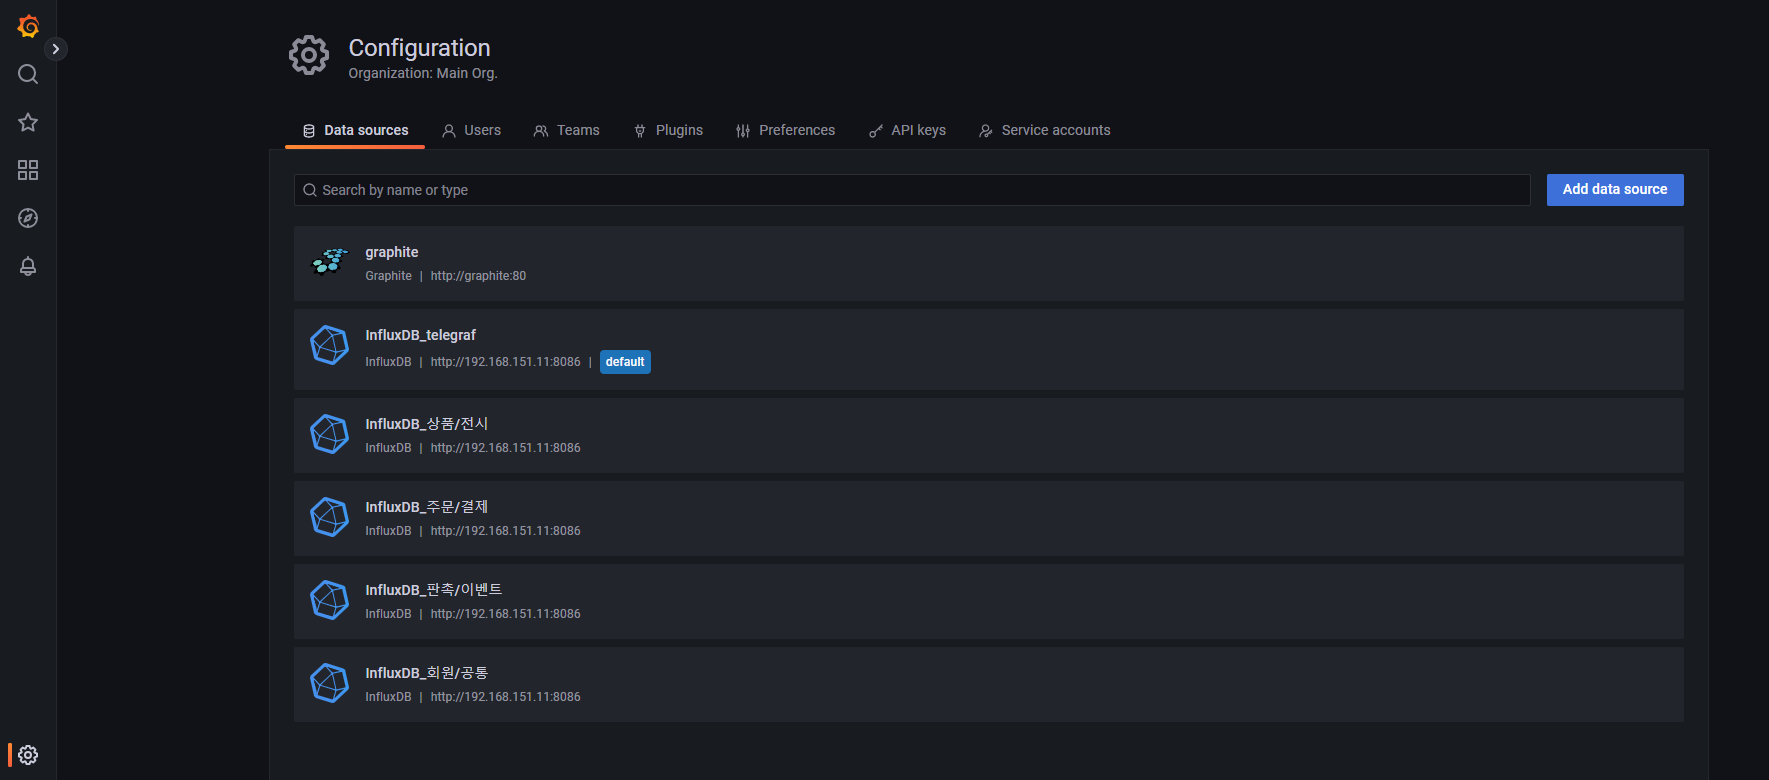 Configuration
Organization: Main Org.
Data sources Users Teams Plugins Preferences API keys Service accounts
Search by name or type Add data source
graphite
Graphite | http://graphite:80
InfluxDB_telegraf
InfluxDB | http://192.168.151.11:8086 | default
InfluxDB_상품/전시
InfluxDB | http://192.168.151.11:8086
InfluxDB_주문/결제
InfluxDB | http://192.168.151.11:8086
InfluxDB_판촉/이벤트
InfluxDB | http://192.168.151.11:8086
InfluxDB_회원/공통
InfluxDB | http://192.168.151.11:8086